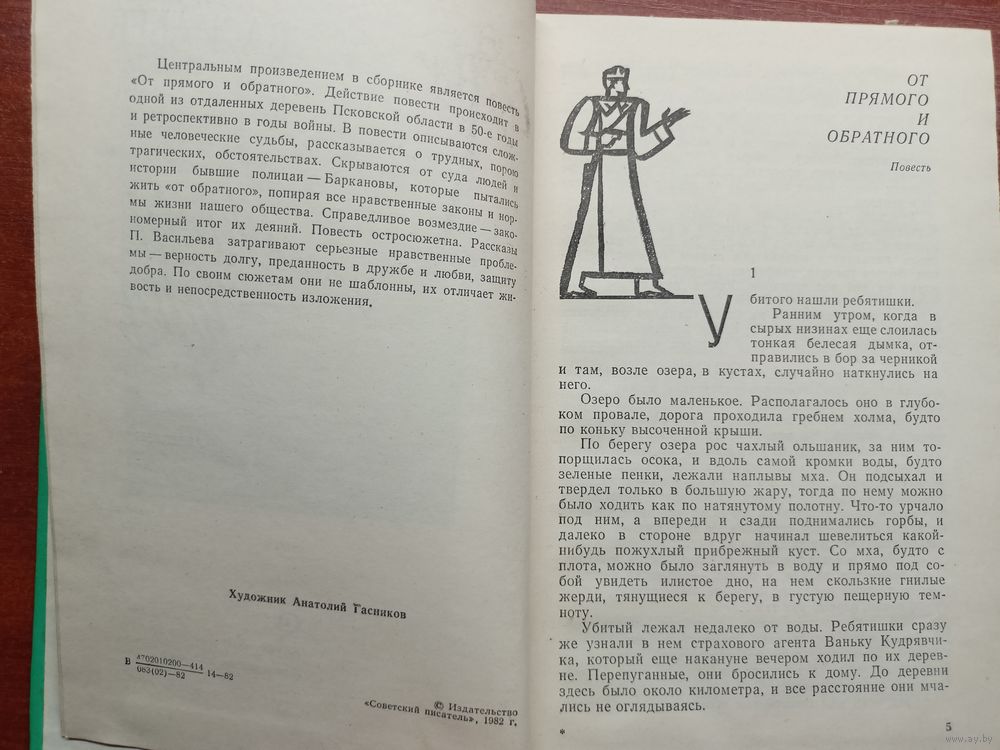 Центральным произведением в сборнике является повесть
«От прямого и обратного». Действие повести происходит в
одной из отдаленных деревень Псковской области в 50-е годы
и ретроспективно в годы войны. В повести описываются слож-
ные человеческие судьбы, рассказывается о трудных, порою
трагических, обстоятельствах. Скрываются от суда людей и
истории бывшие полицаи — Баркановы, которые пытались
жить «от обратного», попирая все нравственные законы и нор-
мы жизни нашего общества. Справедливое возмездие — зако-
номерный итог их деяний. Повесть остросюжетна. Рассказы
П. Васильева затрагивают серьезные нравственные пробле-
мы — верность долгу, преданность в дружбе и любви, защиту
добра. По своим сюжетам они не шаблонны, их отличает жи-
вость и непосредственность изложения.
Художник Анатолий Гасников
В 4702010200—414
083(02)—82 14—82
© Издательство
«Советский писатель», 1982 г.
ОТ
ПРЯМОГО
И
ОБРАТНОГО
Повесть
1
Убитого нашли ребятишки.
Ранним утром, когда в
сырых низинах еще слоилась
тонкая белесая дымка, от-
правились в бор за черникой
и там, возле озера, в кустах, случайно наткнулись на
него.
Озеро было маленькое. Располагалось оно в глубо-
ком провале, дорога проходила гребнем холма, будто
по коньку высоченной крыши.
По берегу озера рос чахлый ольшаник, за ним то-
порщилась осока, и вдоль самой кромки воды, будто
зеленые пенки, лежали наплывы мха. Он подсыхал и
твердел только в большую жару, тогда по нему можно
было ходить как по натянутому полотну. Что-то урчало
под ним, а впереди и сзади поднимались горбы, и
далеко в стороне вдруг начинал шевелиться какой-
нибудь пожухлый прибрежный куст. Со мха, будто с
плота, можно было заглянуть в воду и прямо под со-
бой увидеть илистое дно, на нем скользкие гнилые
жерди, тянущиеся к берегу, в густую пещерную тем-
ноту.
Убитый лежал недалеко от воды. Ребятишки сразу
же узнали в нем страхового агента Ваньку Кудрявчи-
ка, который еще накануне вечером ходил по их дерев-
не. Перепуганные, они бросились к дому. До деревни
здесь было около километра, и все расстояние они мча-
лись не оглядываясь.
*
5
www.ay.by